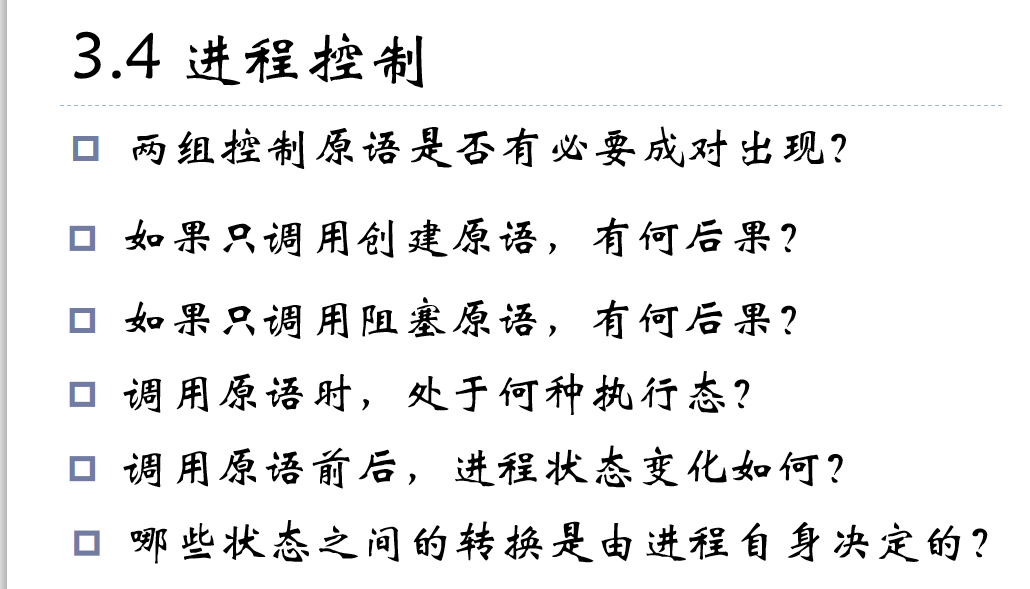 3.4 进程控制
两组控制原语是否有必要成对出现?
如果只调用创建原语，有何后果?
如果只调用阻塞原语，有何后果?
调用原语时，处于何种执行态?
调用原语前后，进程状态变化如何?
哪些状态之间的转换是由进程自身决定的?